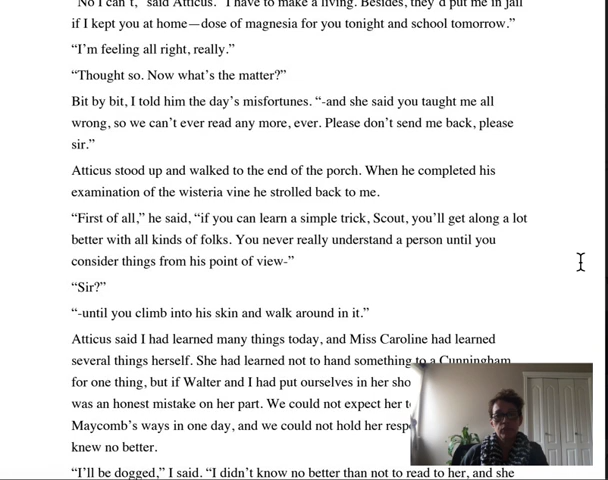 "No I can't," said Atticus. "I have to make a living. Besides, they'd put me in jail
if I kept you at home—dose of magnesia for you tonight and school tomorrow."
"I'm feeling all right, really."
"Thought so. Now what's the matter?"
Bit by bit, I told him the day's misfortunes. "-and she said you taught me all
wrong, so we can't ever read any more, ever. Please don't send me back, please
sir."
Atticus stood up and walked to the end of the porch. When he completed his
examination of the wisteria vine he strolled back to me.
"First of all," he said, "if you can learn a simple trick, Scout, you'll get along a lot
better with all kinds of folks. You never really understand a person until you
consider things from his point of view-"
"Sir?"
"-until you climb into his skin and walk around in it."
Atticus said I had learned many things today, and Miss Caroline had learned
several things herself. She had learned not to hand something to a Cunningham,
for one thing, but if Walter and I had put ourselves in her
was an honest mistake on her part. We could not expect her
Maycomb's ways in one day, and we could not hold her
knew no better.
"I'll be dogged," I said. "I didn't know no better than not to read to her, and she